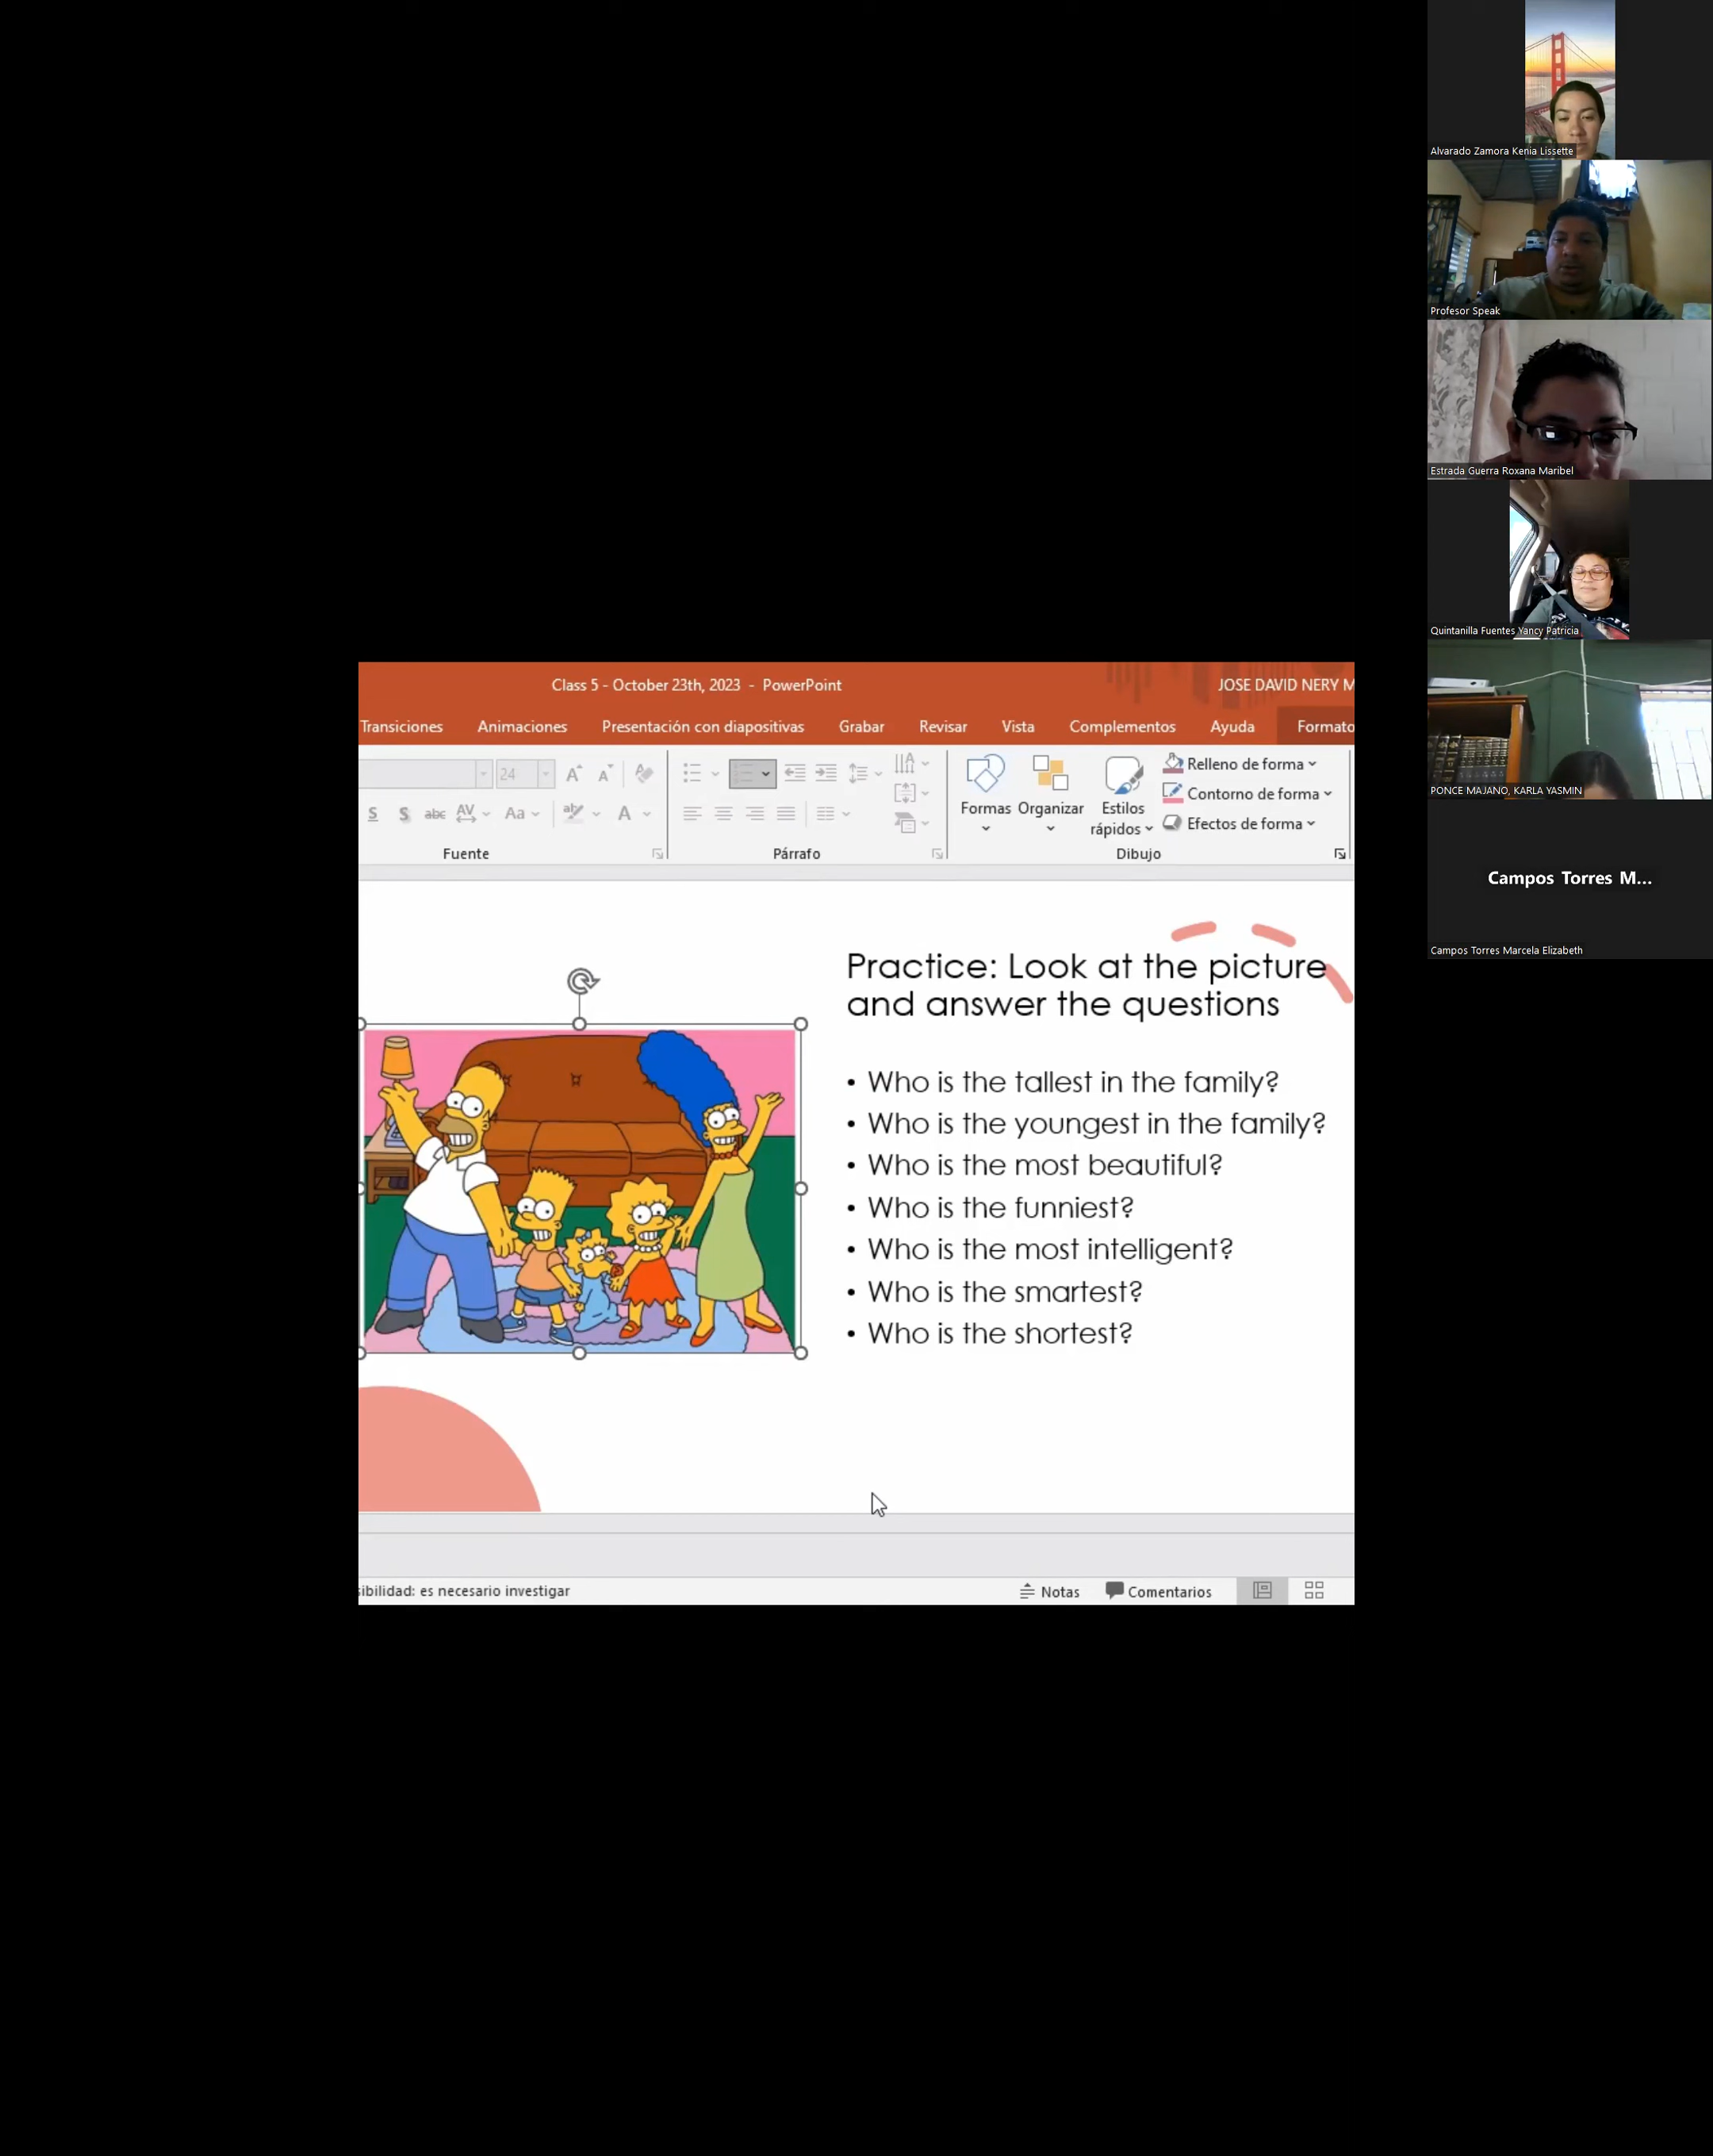 Alvarado Zamora Kenia Lissette
Profesor Speak
Estrada Guerra Roxana Maribel
Quintanilla Fuentes Yancy Patricia
PONCE MAJANO, KARLA YASMIN
Campos Torres M...
Campos Torres Marcela Elizabeth
Class 5 - October 23th, 2023 - PowerPoint
JOSE DAVID NERY M
Transiciones Animaciones Presentación con diapositivas Grabar Revisar Vista Complementos Ayuda Formato
24
Relleno de forma
Contorno de forma
Efectos de forma
Formas Organizar Estilos rápidos
Fuente Párrafo Dibujo
Practice: Look at the picture
and answer the questions
• Who is the tallest in the family?
• Who is the youngest in the family?
• Who is the most beautiful?
• Who is the funniest?
• Who is the most intelligent?
• Who is the smartest?
• Who is the shortest?
sibilidad: es necesario investigar
Notas Comentarios